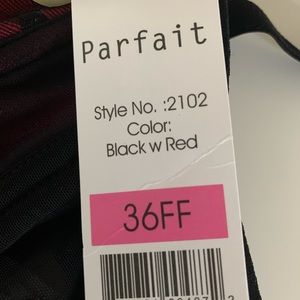 Parfait
Style No. :2102
Color:
Black w Red
36FF